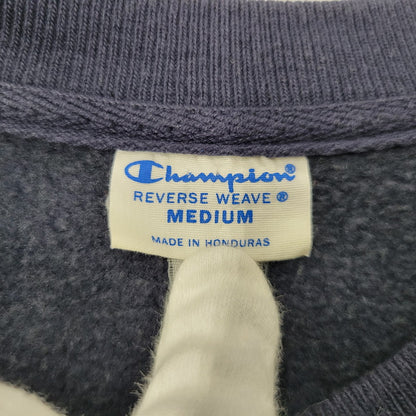 Champion®
REVERSE WEAVE®
MEDIUM
MADE IN HONDURAS